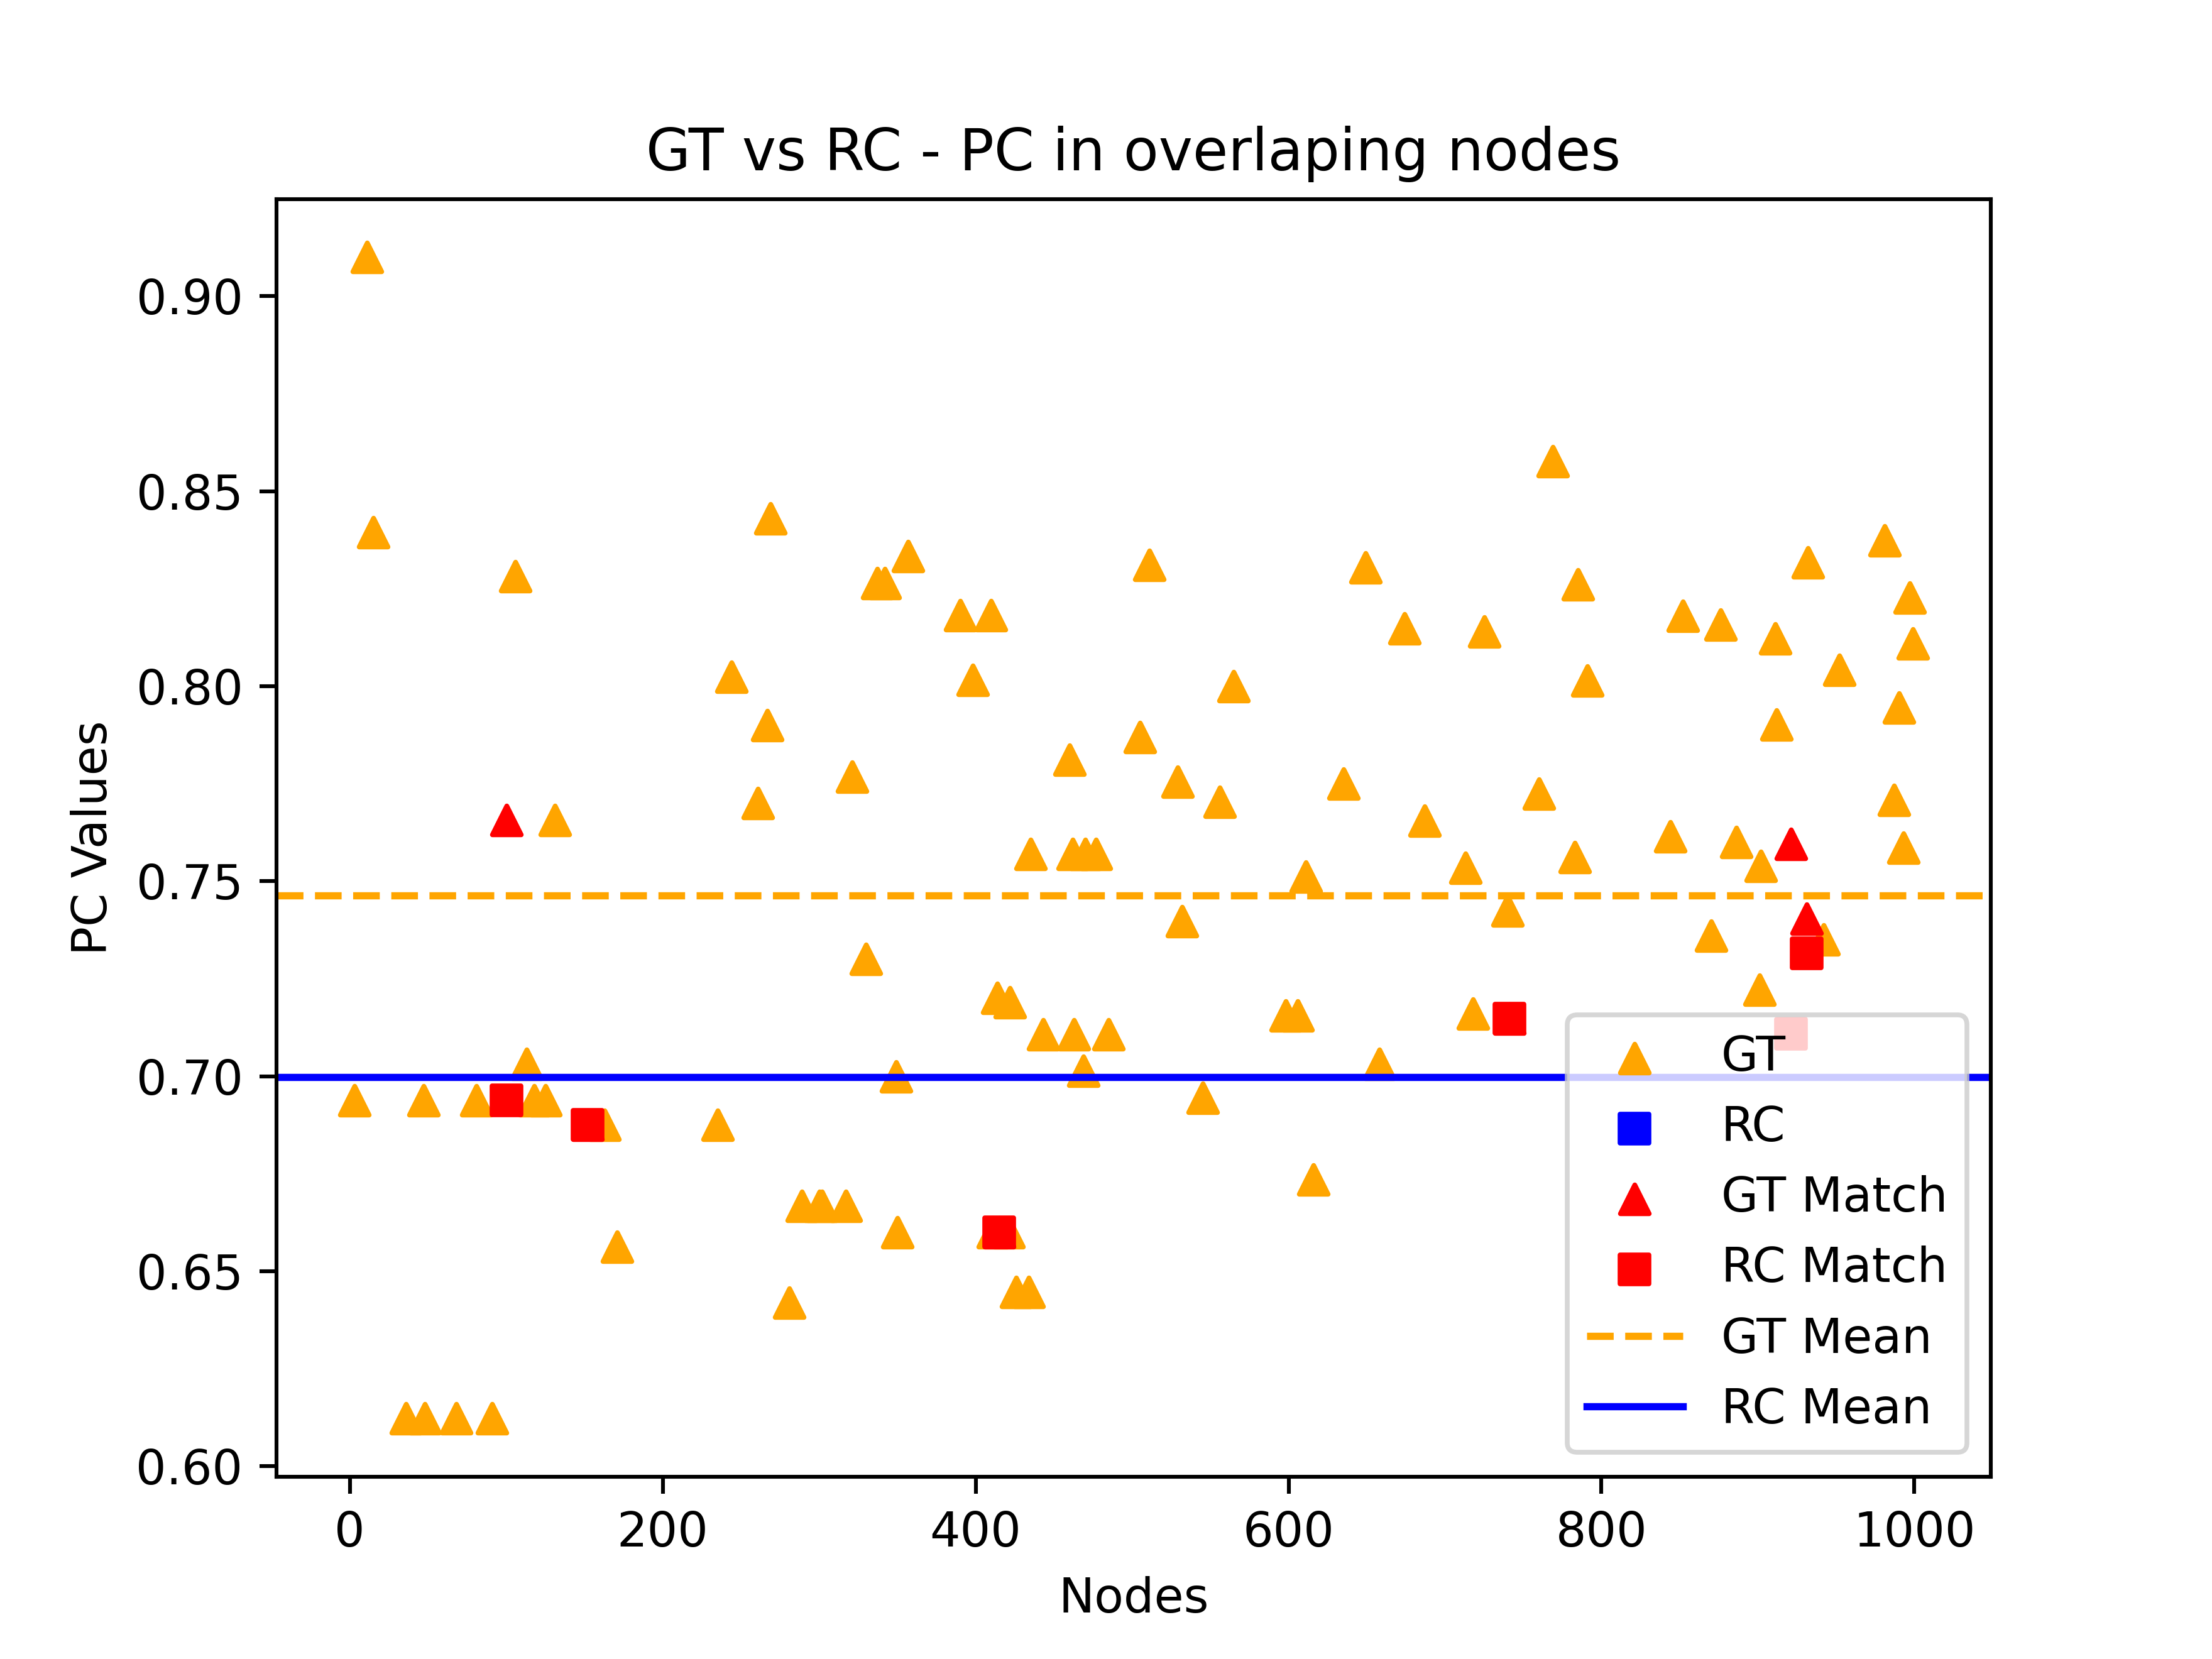 GT vs RC - PC in overlaping nodes
PC Values
0.90
0.85
0.80
0.75
0.70
0.65
0.60
0 200 400 600 800 1000
Nodes
GT
RC
GT Match
RC Match
GT Mean
RC Mean